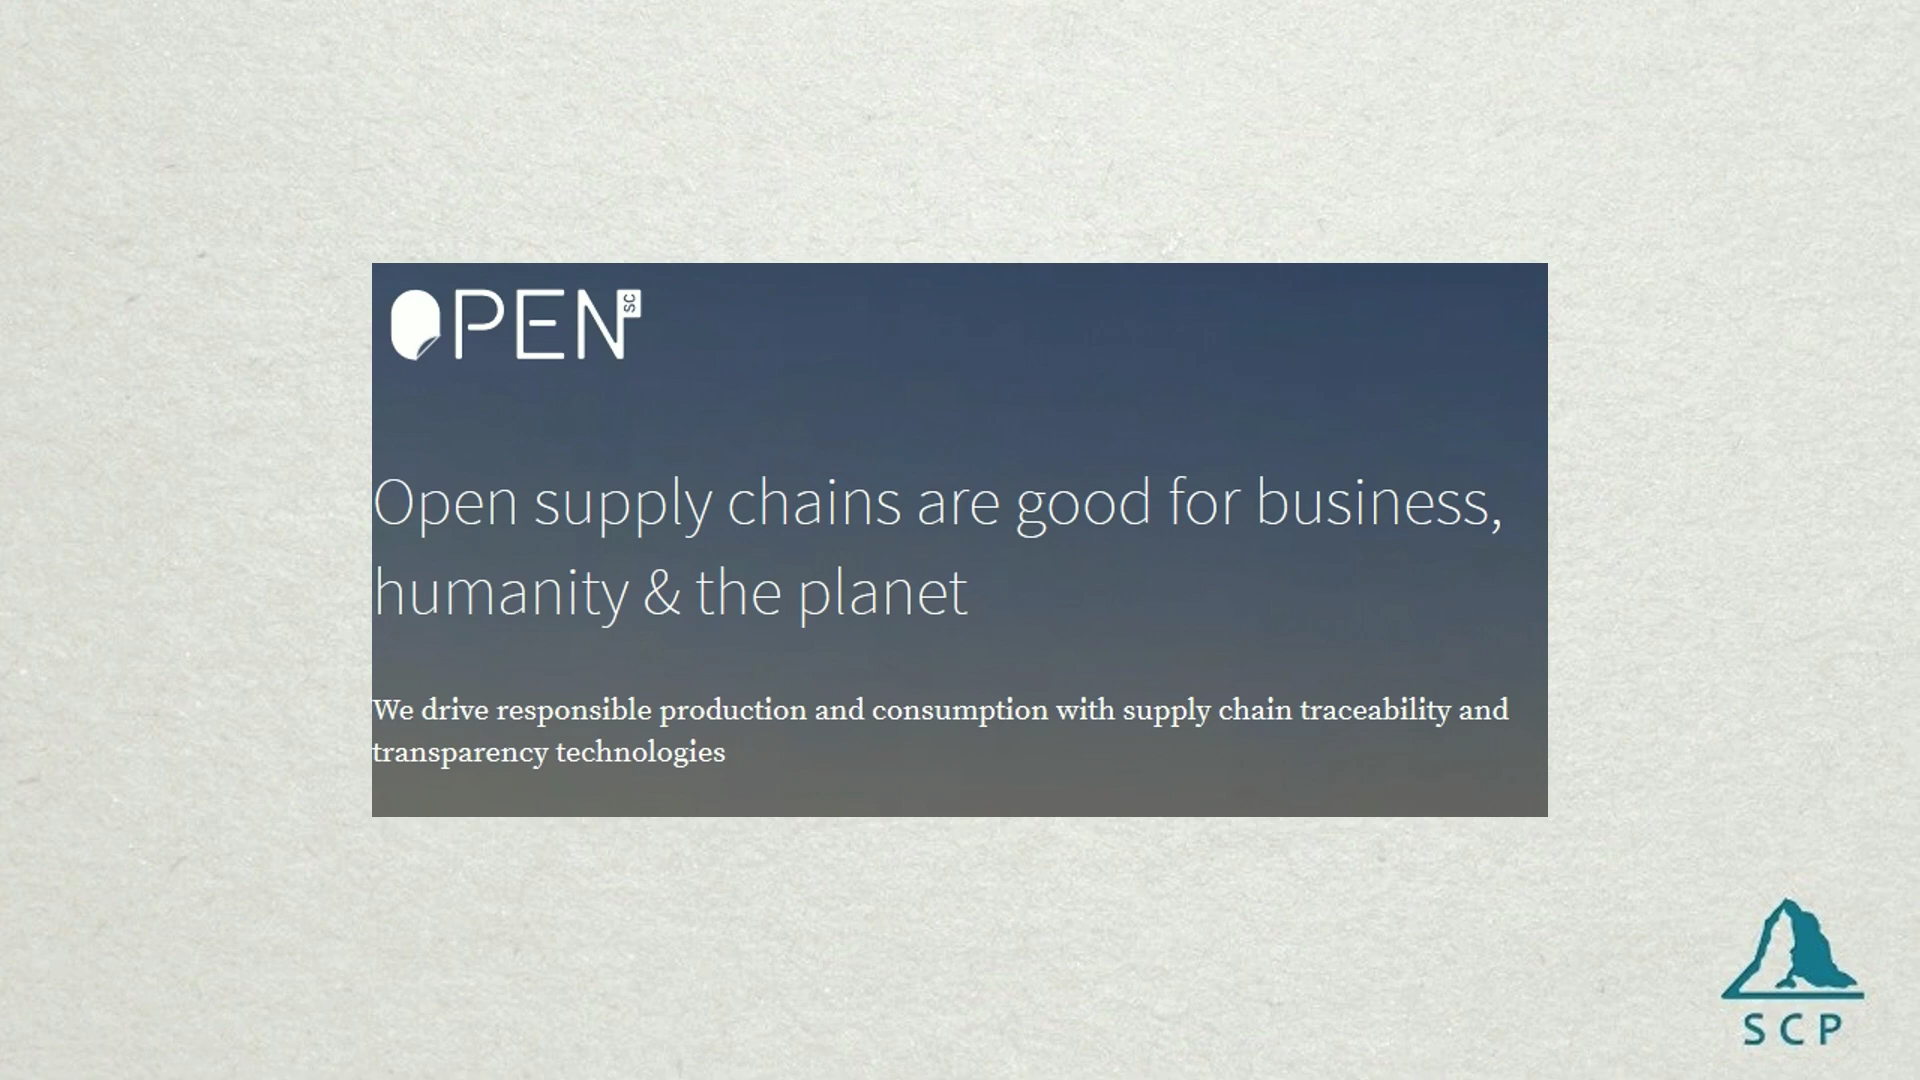 OPEN SC
Open supply chains are good for business,
humanity & the planet
We drive responsible production and consumption with supply chain traceability and
transparency technologies
SCP